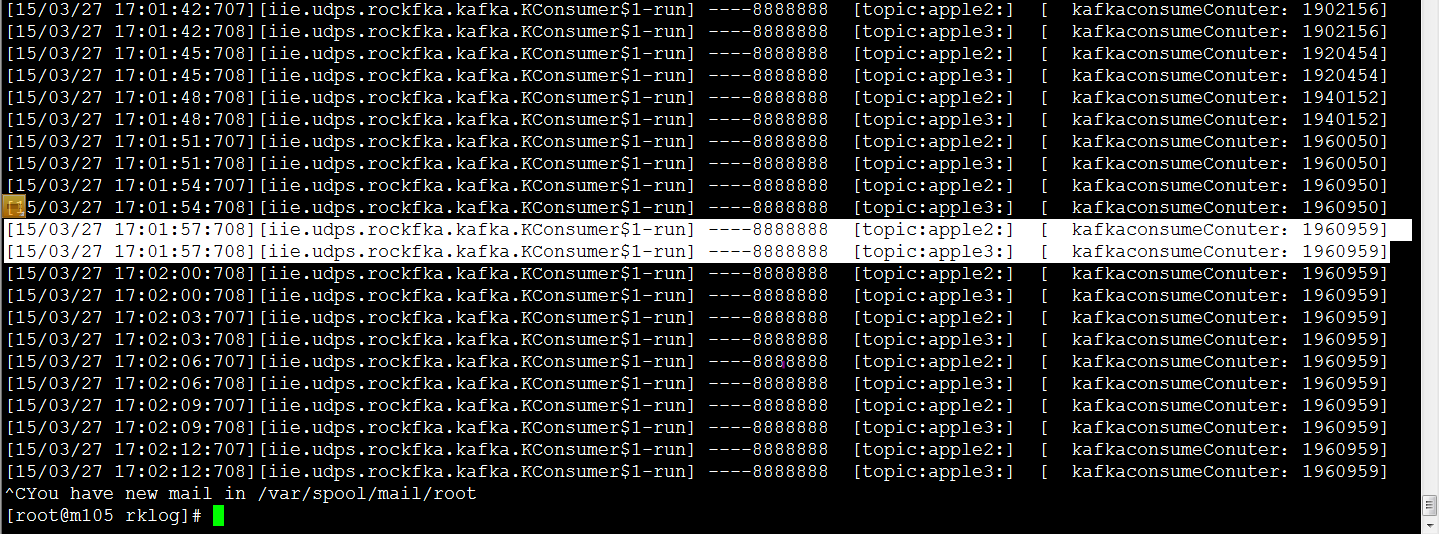 [15/03/27 17:01:42:707][iie.udps.rockfka.kafka.KConsumer$1-run] ----8888888  [topic:apple2:]  [  kafkaconsumeConuter：1902156]
[15/03/27 17:01:42:708][iie.udps.rockfka.kafka.KConsumer$1-run] ----8888888  [topic:apple3:]  [  kafkaconsumeConuter：1902156]
[15/03/27 17:01:45:708][iie.udps.rockfka.kafka.KConsumer$1-run] ----8888888  [topic:apple2:]  [  kafkaconsumeConuter：1920454]
[15/03/27 17:01:45:708][iie.udps.rockfka.kafka.KConsumer$1-run] ----8888888  [topic:apple3:]  [  kafkaconsumeConuter：1920454]
[15/03/27 17:01:48:708][iie.udps.rockfka.kafka.KConsumer$1-run] ----8888888  [topic:apple2:]  [  kafkaconsumeConuter：1940152]
[15/03/27 17:01:48:708][iie.udps.rockfka.kafka.KConsumer$1-run] ----8888888  [topic:apple3:]  [  kafkaconsumeConuter：1940152]
[15/03/27 17:01:51:707][iie.udps.rockfka.kafka.KConsumer$1-run] ----8888888  [topic:apple2:]  [  kafkaconsumeConuter：1960050]
[15/03/27 17:01:51:708][iie.udps.rockfka.kafka.KConsumer$1-run] ----8888888  [topic:apple3:]  [  kafkaconsumeConuter：1960050]
[15/03/27 17:01:54:707][iie.udps.rockfka.kafka.KConsumer$1-run] ----8888888  [topic:apple2:]  [  kafkaconsumeConuter：1960950]
[15/03/27 17:01:54:708][iie.udps.rockfka.kafka.KConsumer$1-run] ----8888888  [topic:apple3:]  [  kafkaconsumeConuter：1960950]
[15/03/27 17:01:57:708][iie.udps.rockfka.kafka.KConsumer$1-run] ----8888888  [topic:apple2:]  [  kafkaconsumeConuter：1960959]
[15/03/27 17:01:57:708][iie.udps.rockfka.kafka.KConsumer$1-run] ----8888888  [topic:apple3:]  [  kafkaconsumeConuter：1960959]
[15/03/27 17:02:00:708][iie.udps.rockfka.kafka.KConsumer$1-run] ----8888888  [topic:apple2:]  [  kafkaconsumeConuter：1960959]
[15/03/27 17:02:00:708][iie.udps.rockfka.kafka.KConsumer$1-run] ----8888888  [topic:apple3:]  [  kafkaconsumeConuter：1960959]
[15/03/27 17:02:03:707][iie.udps.rockfka.kafka.KConsumer$1-run] ----8888888  [topic:apple2:]  [  kafkaconsumeConuter：1960959]
[15/03/27 17:02:03:708][iie.udps.rockfka.kafka.KConsumer$1-run] ----8888888  [topic:apple3:]  [  kafkaconsumeConuter：1960959]
[15/03/27 17:02:06:707][iie.udps.rockfka.kafka.KConsumer$1-run] ----8888888  [topic:apple2:]  [  kafkaconsumeConuter：1960959]
[15/03/27 17:02:06:708][iie.udps.rockfka.kafka.KConsumer$1-run] ----8888888  [topic:apple3:]  [  kafkaconsumeConuter：1960959]
[15/03/27 17:02:09:707][iie.udps.rockfka.kafka.KConsumer$1-run] ----8888888  [topic:apple2:]  [  kafkaconsumeConuter：1960959]
[15/03/27 17:02:09:708][iie.udps.rockfka.kafka.KConsumer$1-run] ----8888888  [topic:apple3:]  [  kafkaconsumeConuter：1960959]
[15/03/27 17:02:12:707][iie.udps.rockfka.kafka.KConsumer$1-run] ----8888888  [topic:apple2:]  [  kafkaconsumeConuter：1960959]
[15/03/27 17:02:12:708][iie.udps.rockfka.kafka.KConsumer$1-run] ----8888888  [topic:apple3:]  [  kafkaconsumeConuter：1960959]
^CYou have new mail in /var/spool/mail/root
[root@m105 rklog]#